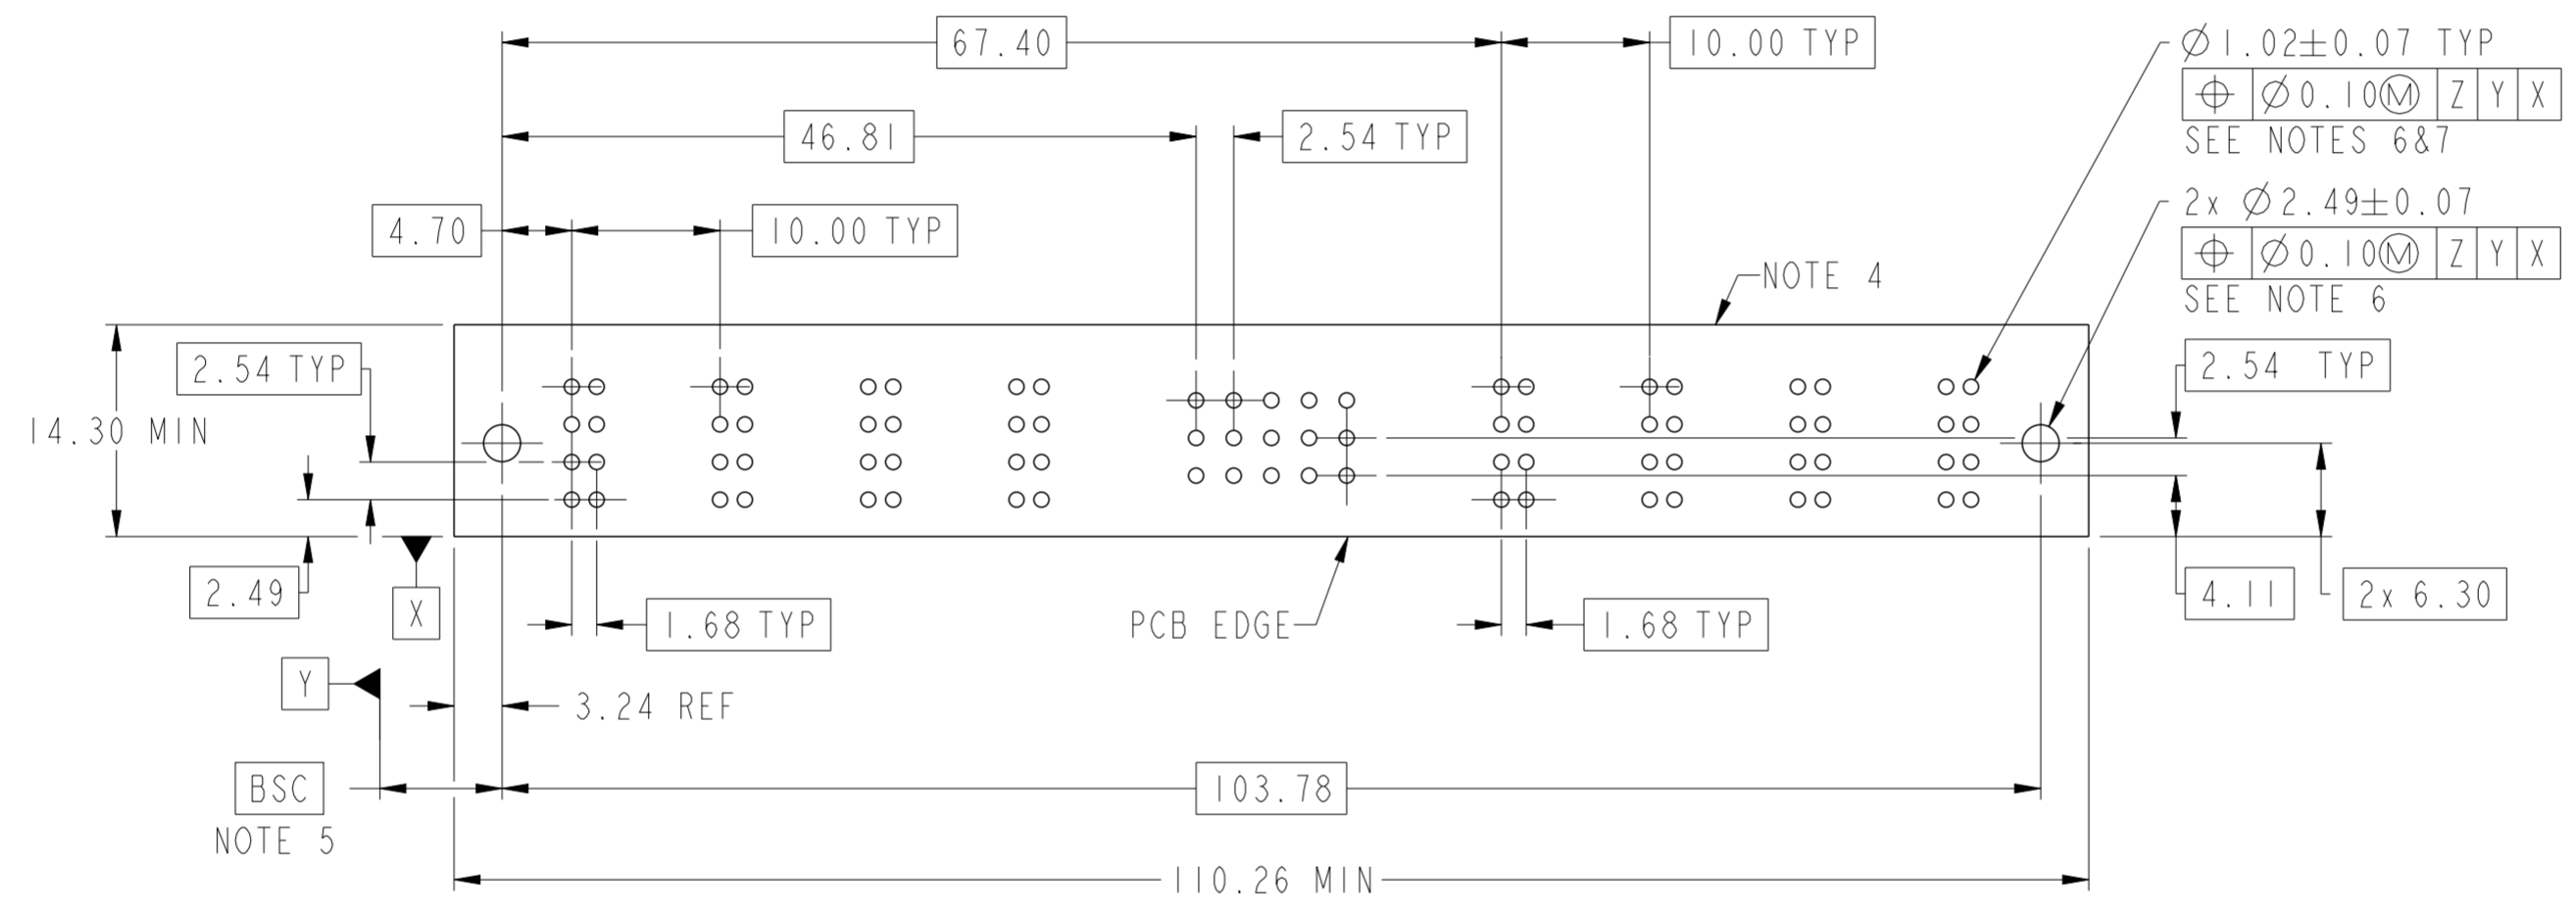 67.40
10.00 TYP
Ø1.02±0.07 TYP
⌖ Ø0.10Ⓜ Z Y X
SEE NOTES 6&7
46.81
2.54 TYP
2x Ø2.49±0.07
⌖ Ø0.10Ⓜ Z Y X
SEE NOTE 6
4.70
10.00 TYP
NOTE 4
2.54 TYP
2.54 TYP
14.30 MIN
2.49
X
1.68 TYP
PCB EDGE
1.68 TYP
4.11
2x 6.30
Y
3.24 REF
BSC
NOTE 5
103.78
110.26 MIN